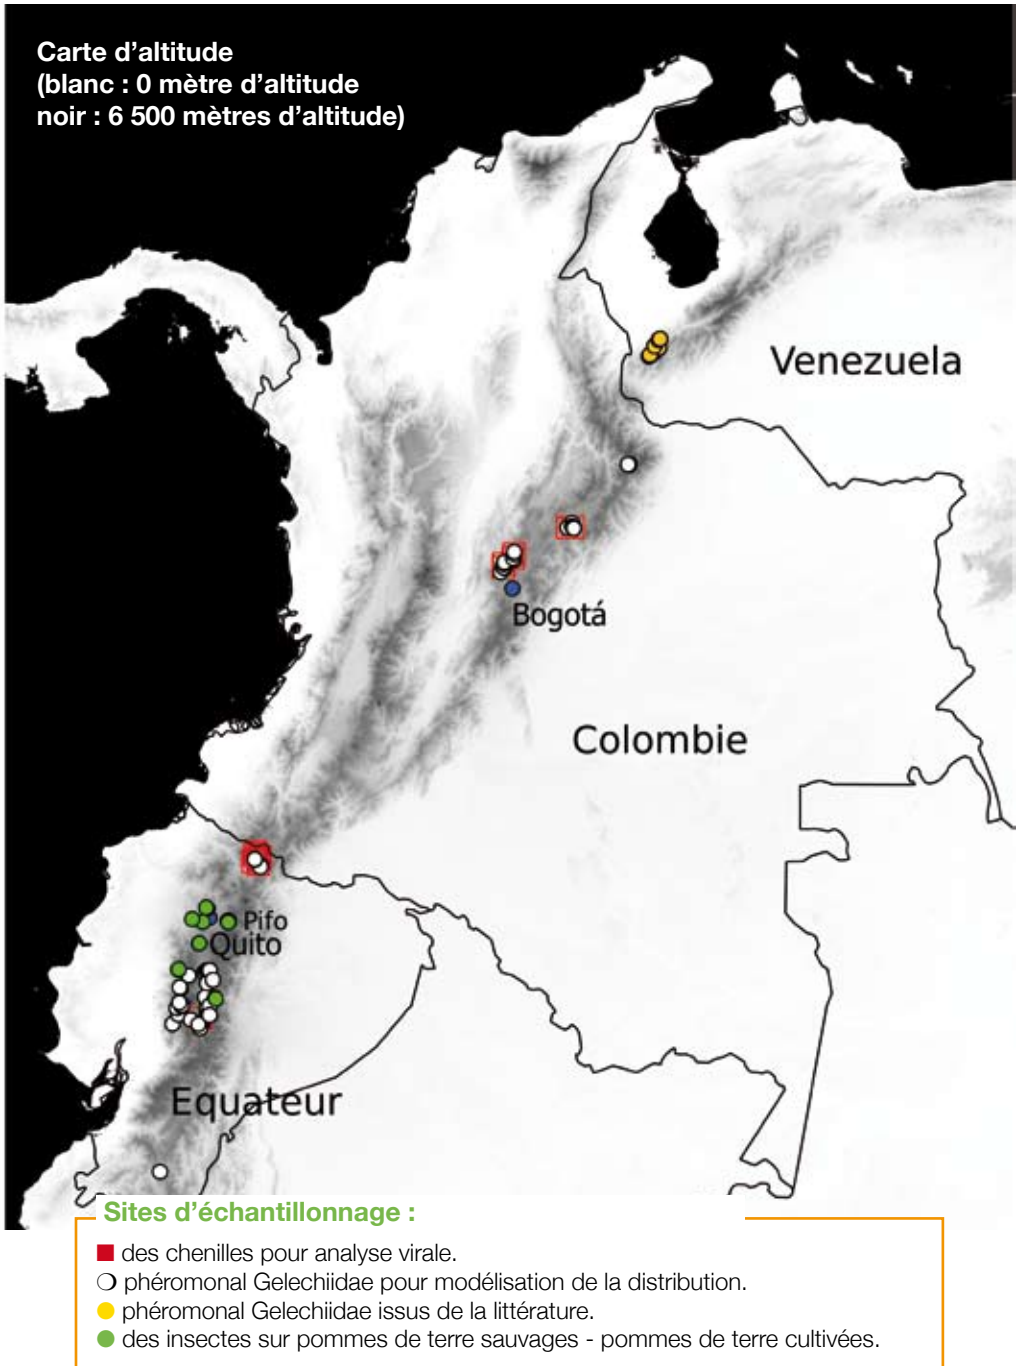 Carte d'altitude
(blanc : 0 mètre d'altitude
noir : 6 500 mètres d'altitude)
Venezuela
Bogotá
Colombie
Pifo
Quito
Equateur
Sites d'échantillonnage :
des chenilles pour analyse virale.
phéromonal Gelechiidae pour modélisation de la distribution.
phéromonal Gelechiidae issus de la littérature.
des insectes sur pommes de terre sauvages - pommes de terre cultivées.